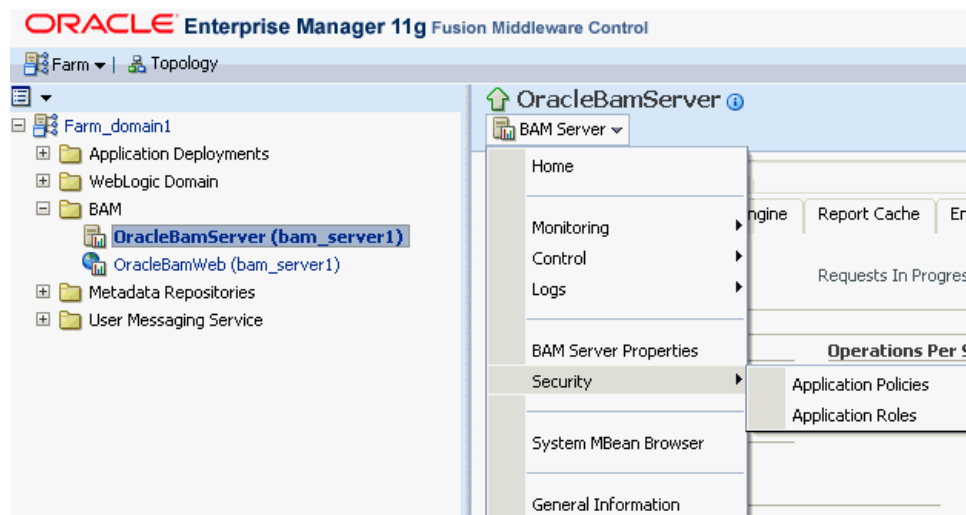 ORACLE Enterprise Manager 11g Fusion Middleware Control
Farm Topology
Farm_domain1
Application Deployments
WebLogic Domain
BAM
OracleBamServer (bam_server1)
OracleBamWeb (bam_server1)
Metadata Repositories
User Messaging Service
OracleBamServer
BAM Server
Home
Monitoring
Control
Logs
BAM Server Properties
Security
System MBean Browser
General Information
Report Cache
Requests In
Operations Per
Application Policies
Application Roles